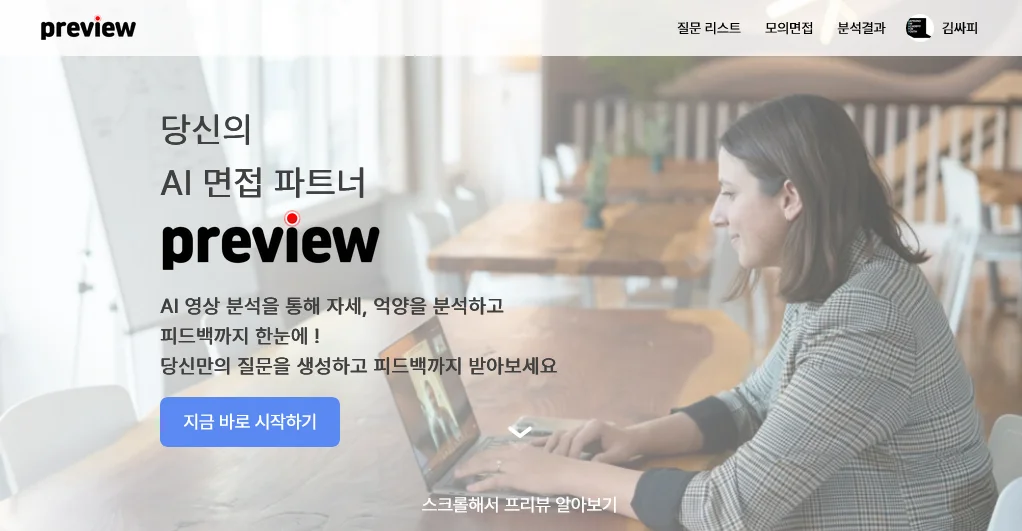 preview
질문 리스트
모의면접
분석결과
김싸피
당신의
AI 면접 파트너
preview
AI 영상 분석을 통해 자세, 억양을 분석하고
피드백까지 한눈에 !
당신만의 질문을 생성하고 피드백까지 받아보세요
지금 바로 시작하기
스크롤해서 프리뷰 알아보기